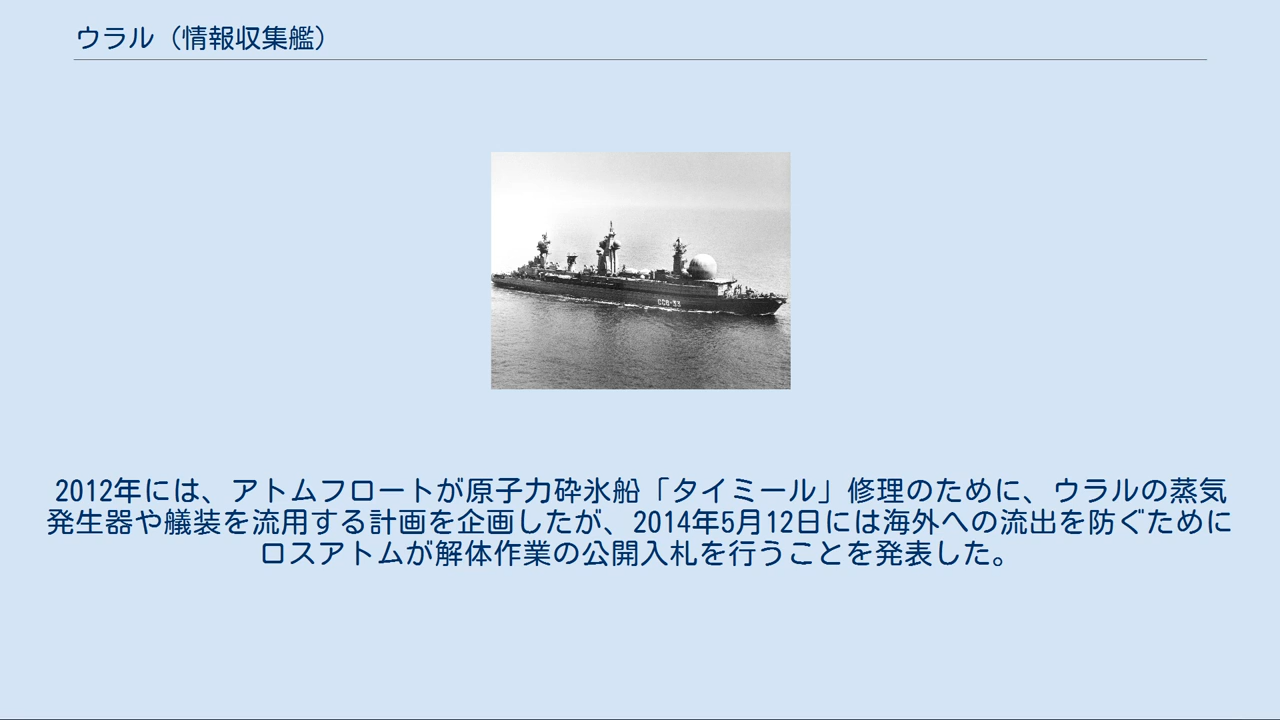 ウラル（情報収集艦）
CCB-33
2012年には、アトムフロートが原子力砕氷船「タイミール」修理のために、ウラルの蒸気
発生器や艤装を流用する計画を企画したが、2014年5月12日には海外への流出を防ぐために
ロスアトムが解体作業の公開入札を行うことを発表した。